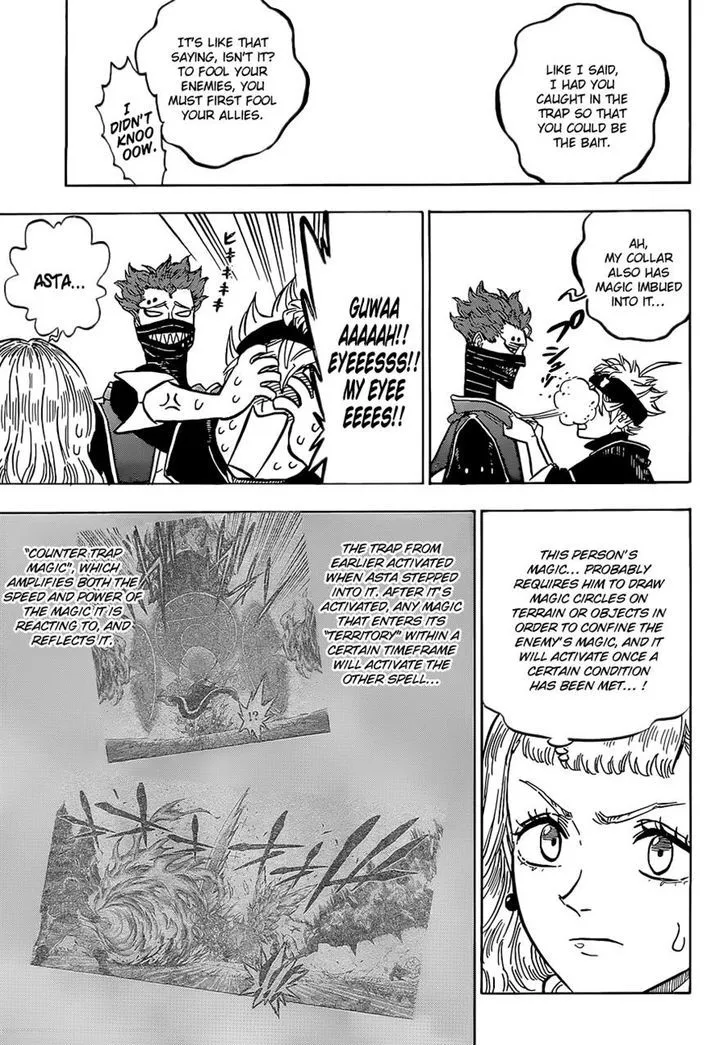 LIKE I SAID,
I HAD YOU
CAUGHT IN THE
TRAP SO THAT
YOU COULD BE
THE BAIT.
IT'S LIKE THAT
SAYING, ISN'T IT?
TO FOOL YOUR
ENEMIES, YOU
MUST FIRST FOOL
YOUR ALLIES.
I
DIDN'T
KNOO
OOW.
AH,
MY COLLAR
ALSO HAS
MAGIC IMBUED
INTO IT...
GUWAA
AAAAAH!!
EYEEEESSS!!
MY EYEE
EEEES!!
ビキビキ
ASTA...
THIS PERSON'S
MAGIC... PROBABLY
REQUIRES HIM TO DRAW
MAGIC CIRCLES ON
TERRAIN OR OBJECTS IN
ORDER TO CONFINE THE
ENEMY'S MAGIC, AND IT
WILL ACTIVATE ONCE A
CERTAIN CONDITION
HAS BEEN MET... !
THE TRAP FROM
EARLIER ACTIVATED
WHEN ASTA STEPPED
INTO IT. AFTER IT'S
ACTIVATED, ANY MAGIC
THAT ENTERS ITS
"TERRITORY" WITHIN A
CERTAIN TIMEFRAME
WILL ACTIVATE THE
OTHER SPELL...
"COUNTER TRAP
MAGIC", WHICH
AMPLIFIES BOTH THE
SPEED AND POWER OF
THE MAGIC IT IS
REACTING TO, AND
REFLECTS IT.
!?